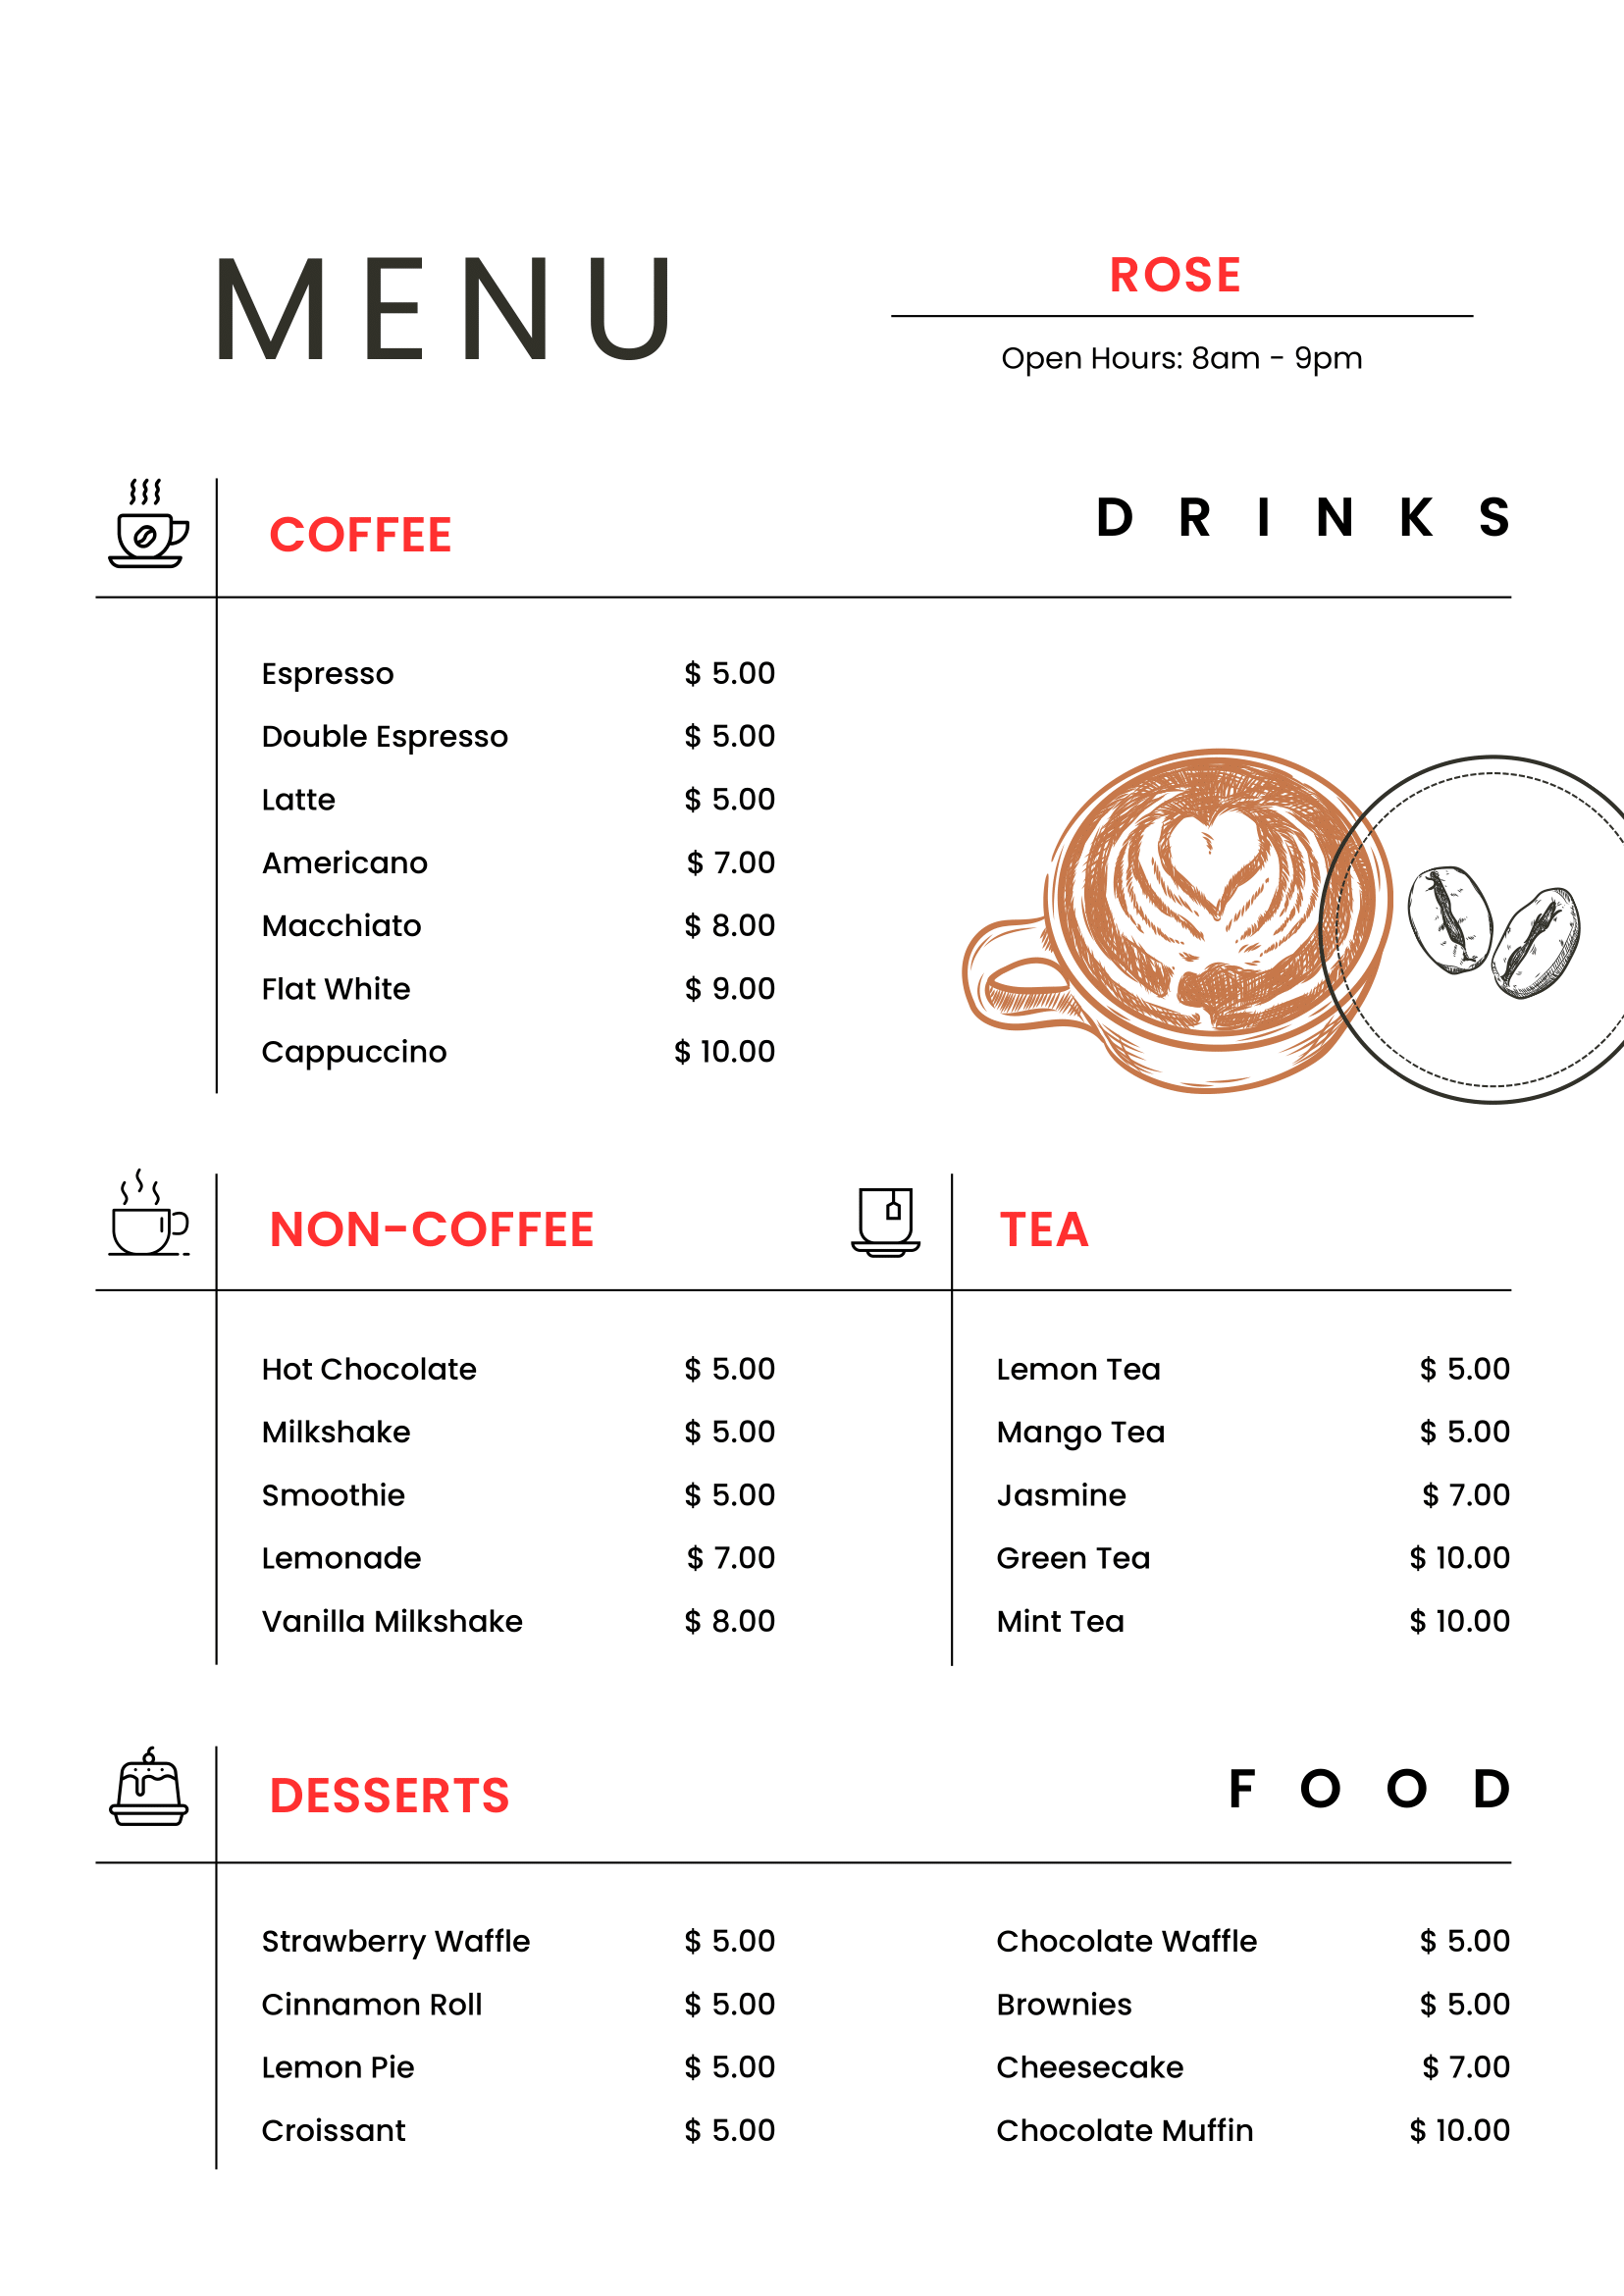 MENU
ROSE
Open Hours: 8am - 9pm
COFFEE
DRINKS
Espresso $ 5.00
Double Espresso $ 5.00
Latte $ 5.00
Americano $ 7.00
Macchiato $ 8.00
Flat White $ 9.00
Cappuccino $ 10.00
NON-COFFEE
Hot Chocolate $ 5.00
Milkshake $ 5.00
Smoothie $ 5.00
Lemonade $ 7.00
Vanilla Milkshake $ 8.00
TEA
Lemon Tea $ 5.00
Mango Tea $ 5.00
Jasmine $ 7.00
Green Tea $ 10.00
Mint Tea $ 10.00
DESSERTS
FOOD
Strawberry Waffle $ 5.00
Cinnamon Roll $ 5.00
Lemon Pie $ 5.00
Croissant $ 5.00
Chocolate Waffle $ 5.00
Brownies $ 5.00
Cheesecake $ 7.00
Chocolate Muffin $ 10.00